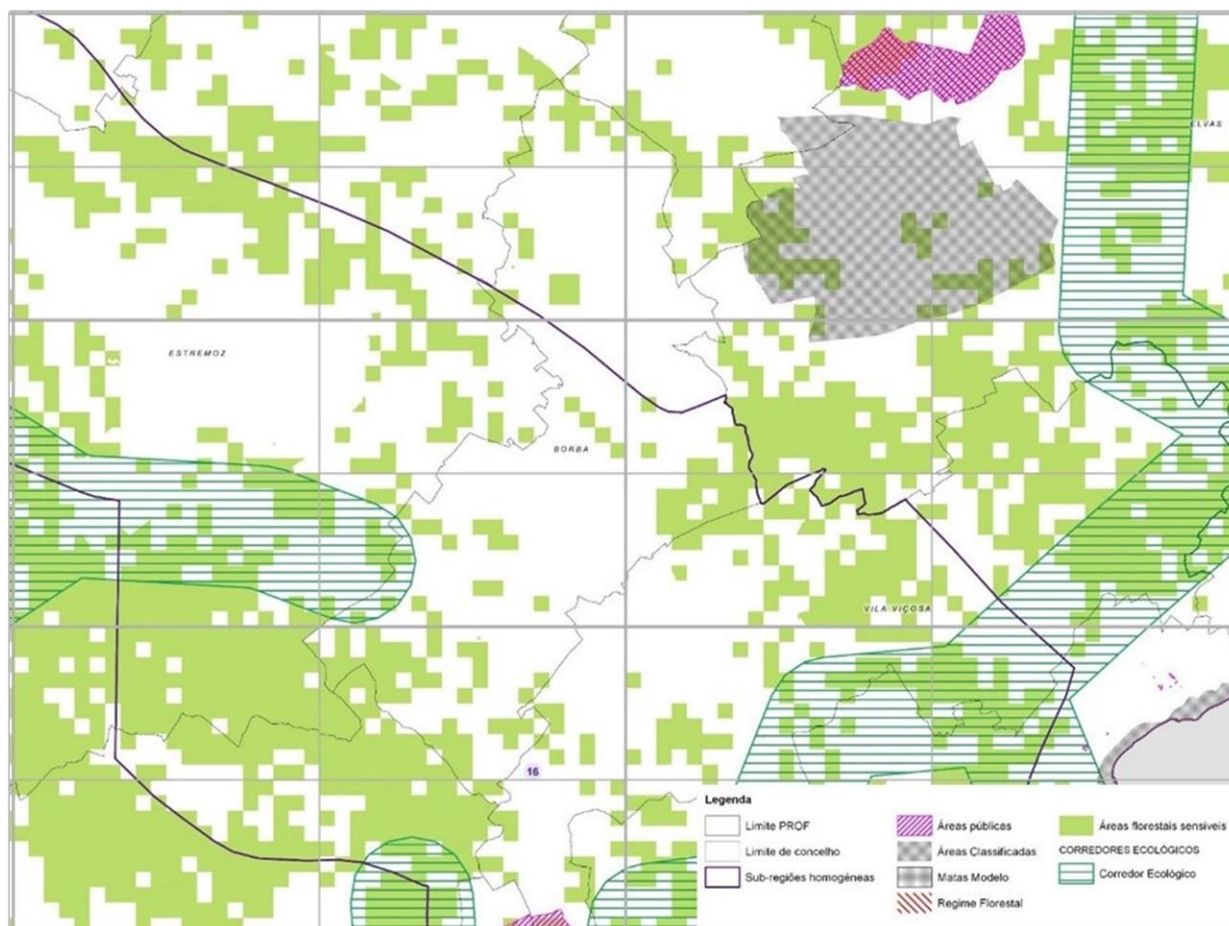 ELVAS
ESTREMOZ
BORBA
VILA VIÇOSA
16
Legenda
Limite PROF
Limite de concelho
Sub-regiões homogéneas
Áreas públicas
Áreas Classificadas
Matas Modelo
Regime Florestal
Áreas florestais sensíveis
CORREDORES ECOLÓGICOS
Corredor Ecológico